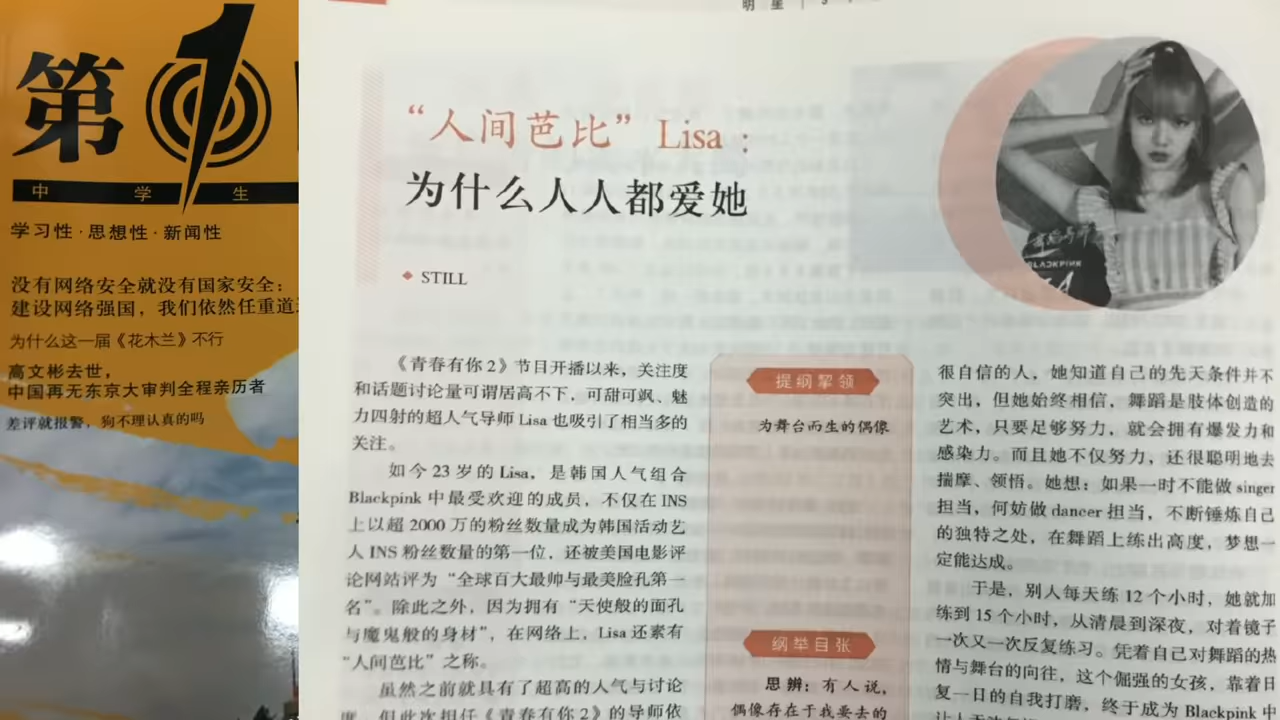 第1
中 学 生
学习性·思想性·新闻性
没有网络安全就没有国家安全：
建设网络强国，我们依然任重道
为什么这一届《花木兰》不行
高文彬去世，
中国再无东京大审判全程亲历者
差评就报警，狗不理认真的吗
明 星
“人间芭比”Lisa：
为什么人人都爱她
◆ STILL
《青春有你2》节目开播以来，关注度
和话题讨论量可谓居高不下，可甜可飒、魅
力四射的超人气导师Lisa也吸引了相当多的
关注。
如今23岁的Lisa，是韩国人气组合
Blackpink中最受欢迎的成员，不仅在INS
上以超2000万的粉丝数量成为韩国活动艺
人INS粉丝数量的第一位，还被美国电影评
论网站评为“全球百大最帅与最美脸孔第一
名”。除此之外，因为拥有“天使般的面孔
与魔鬼般的身材”，在网络上，Lisa还素有
“人间芭比”之称。
虽然之前就具有了超高的人气与讨论
度，但此次担任《青春有你2》的导师依
提纲挈领
为舞台而生的偶像
纲举目张
思辨：有人说，
偶像存在于我要去的
BLACKPINK
很自信的人，她知道自己的先天条件并不
突出，但她始终相信，舞蹈是肢体创造的
艺术，只要足够努力，就会拥有爆发力和
感染力。而且她不仅努力，还很聪明地去
揣摩、领悟。她想：如果一时不能做singer
担当，何妨做dancer担当，不断锤炼自己
的独特之处，在舞蹈上练出高度，梦想一
定能达成。
于是，别人每天练12个小时，她就加
练到15个小时，从清晨到深夜，对着镜子
一次又一次反复练习。凭着自己对舞蹈的热
情与舞台的向往，这个倔强的女孩，靠着日
复一日的自我打磨，终于成为Blackpink中